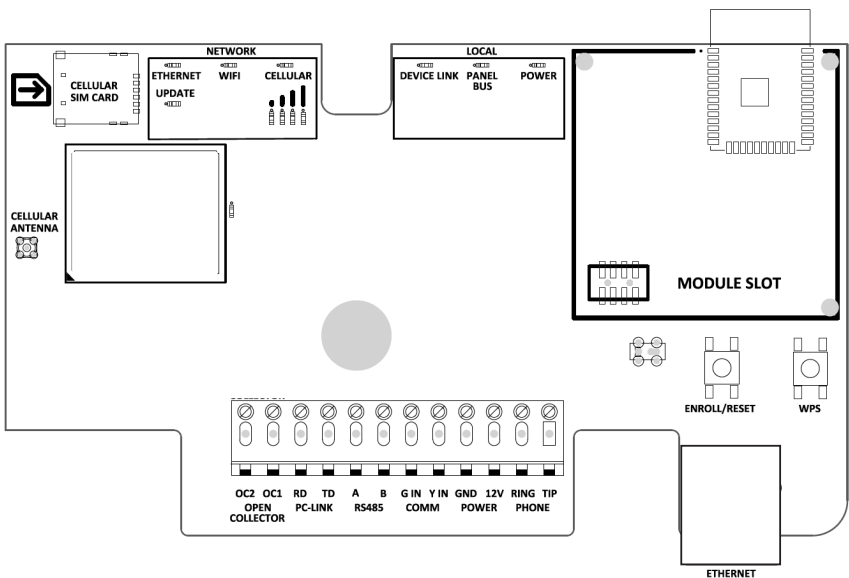 NETWORK
LOCAL
ETHERNET WIFI CELLULAR
UPDATE
DEVICE LINK PANEL BUS POWER
CELLULAR
SIM CARD
CELLULAR
ANTENNA
MODULE SLOT
ENROLL/RESET WPS
OC2 OC1 RD TD A B G IN Y IN GND 12V RING TIP
OPEN COLLECTOR PC-LINK RS485 COMM POWER PHONE
ETHERNET